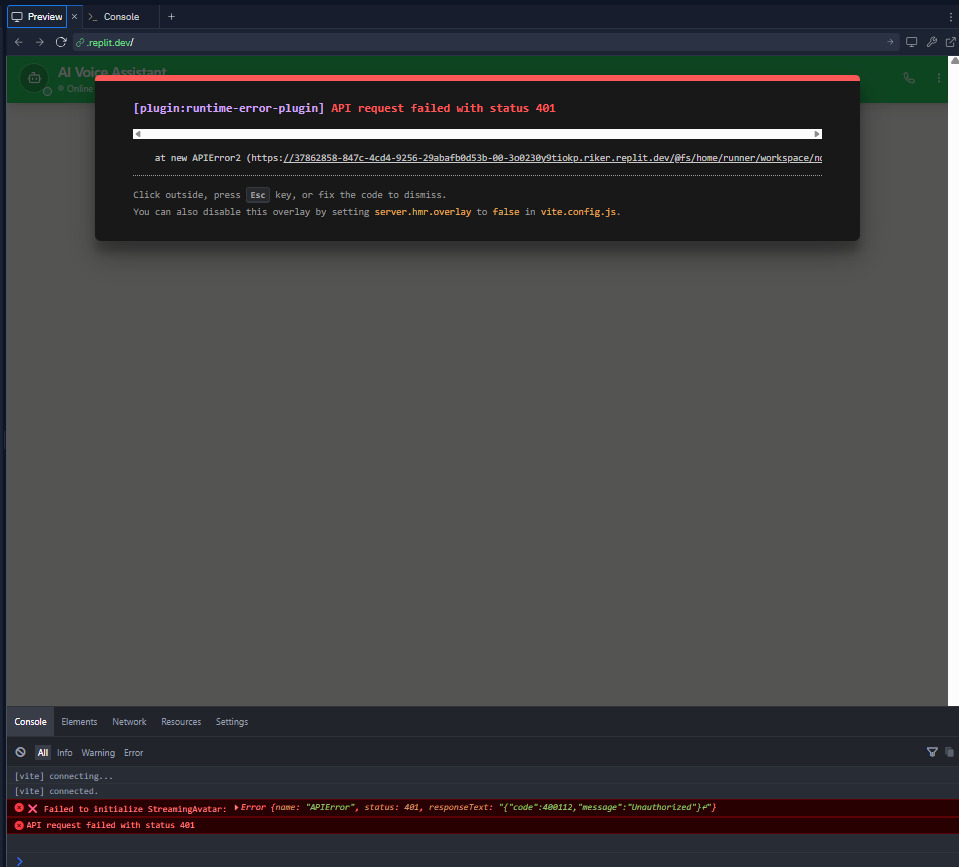 Preview
Console
.replit.dev/
AI Voice Assistant
Online
[plugin:runtime-error-plugin] API request failed with status 401
at new APIError2 (https://37862858-847c-4cd4-9256-29abafb0d53b-00-3o0230y9tiokp.riker.replit.dev/@fs/home/runner/workspace/no
Click outside, press Esc key, or fix the code to dismiss.
You can also disable this overlay by setting server.hmr.overlay to false in vite.config.js.
Console Elements Network Resources Settings
All Info Warning Error
[vite] connecting...
[vite] connected.
❌ Failed to initialize StreamingAvatar: ▸Error {name: "APIError", status: 401, responseText: "{"code":400112,"message":"Unauthorized"}↵"}
API request failed with status 401